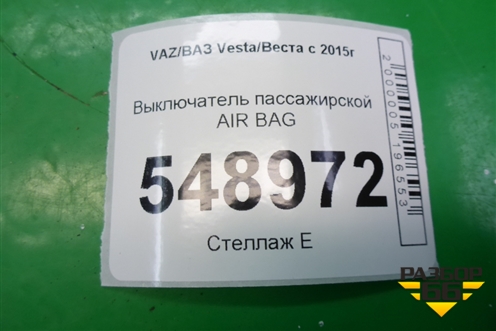 VAZ/ВАЗ Vesta/Веста с 2015г
Выключатель пассажирской
AIR BAG
548972
Стеллаж Е
2000005196553
РАЗБОР
66